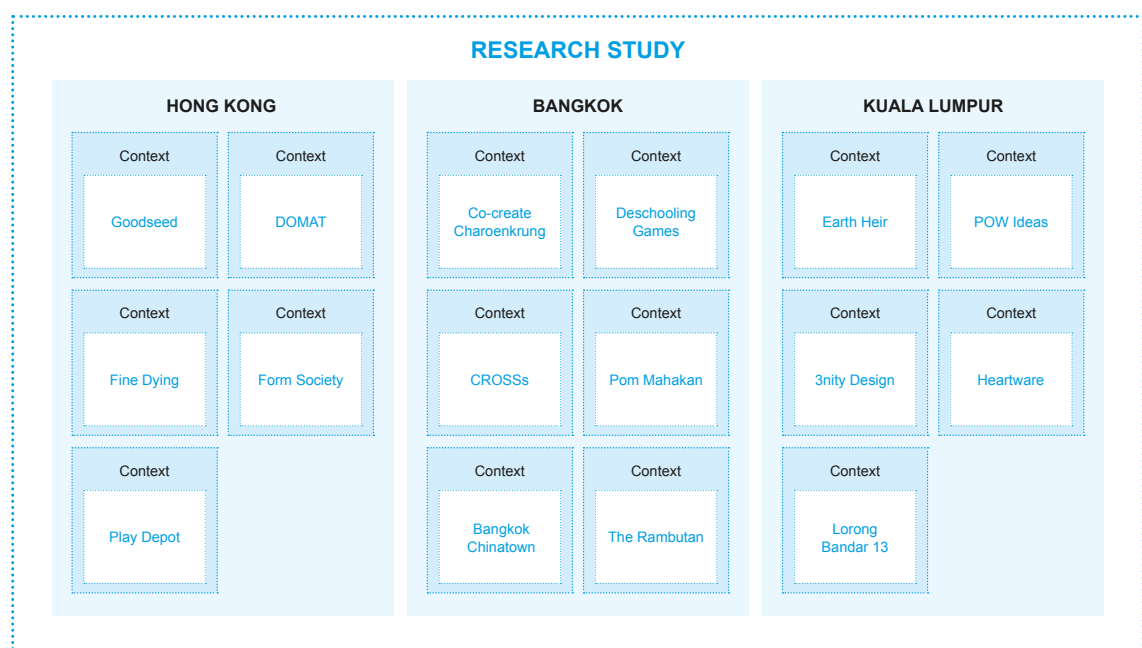 RESEARCH STUDY
HONG KONG
Context
Goodseed
Context
DOMAT
Context
Fine Dying
Context
Form Society
Context
Play Depot
BANGKOK
Context
Co-create
Charoenkrung
Context
Deschooling
Games
Context
CROSSs
Context
Pom Mahakan
Context
Bangkok
Chinatown
Context
The Rambutan
KUALA LUMPUR
Context
Earth Heir
Context
POW Ideas
Context
3nity Design
Context
Heartware
Context
Lorong
Bandar 13